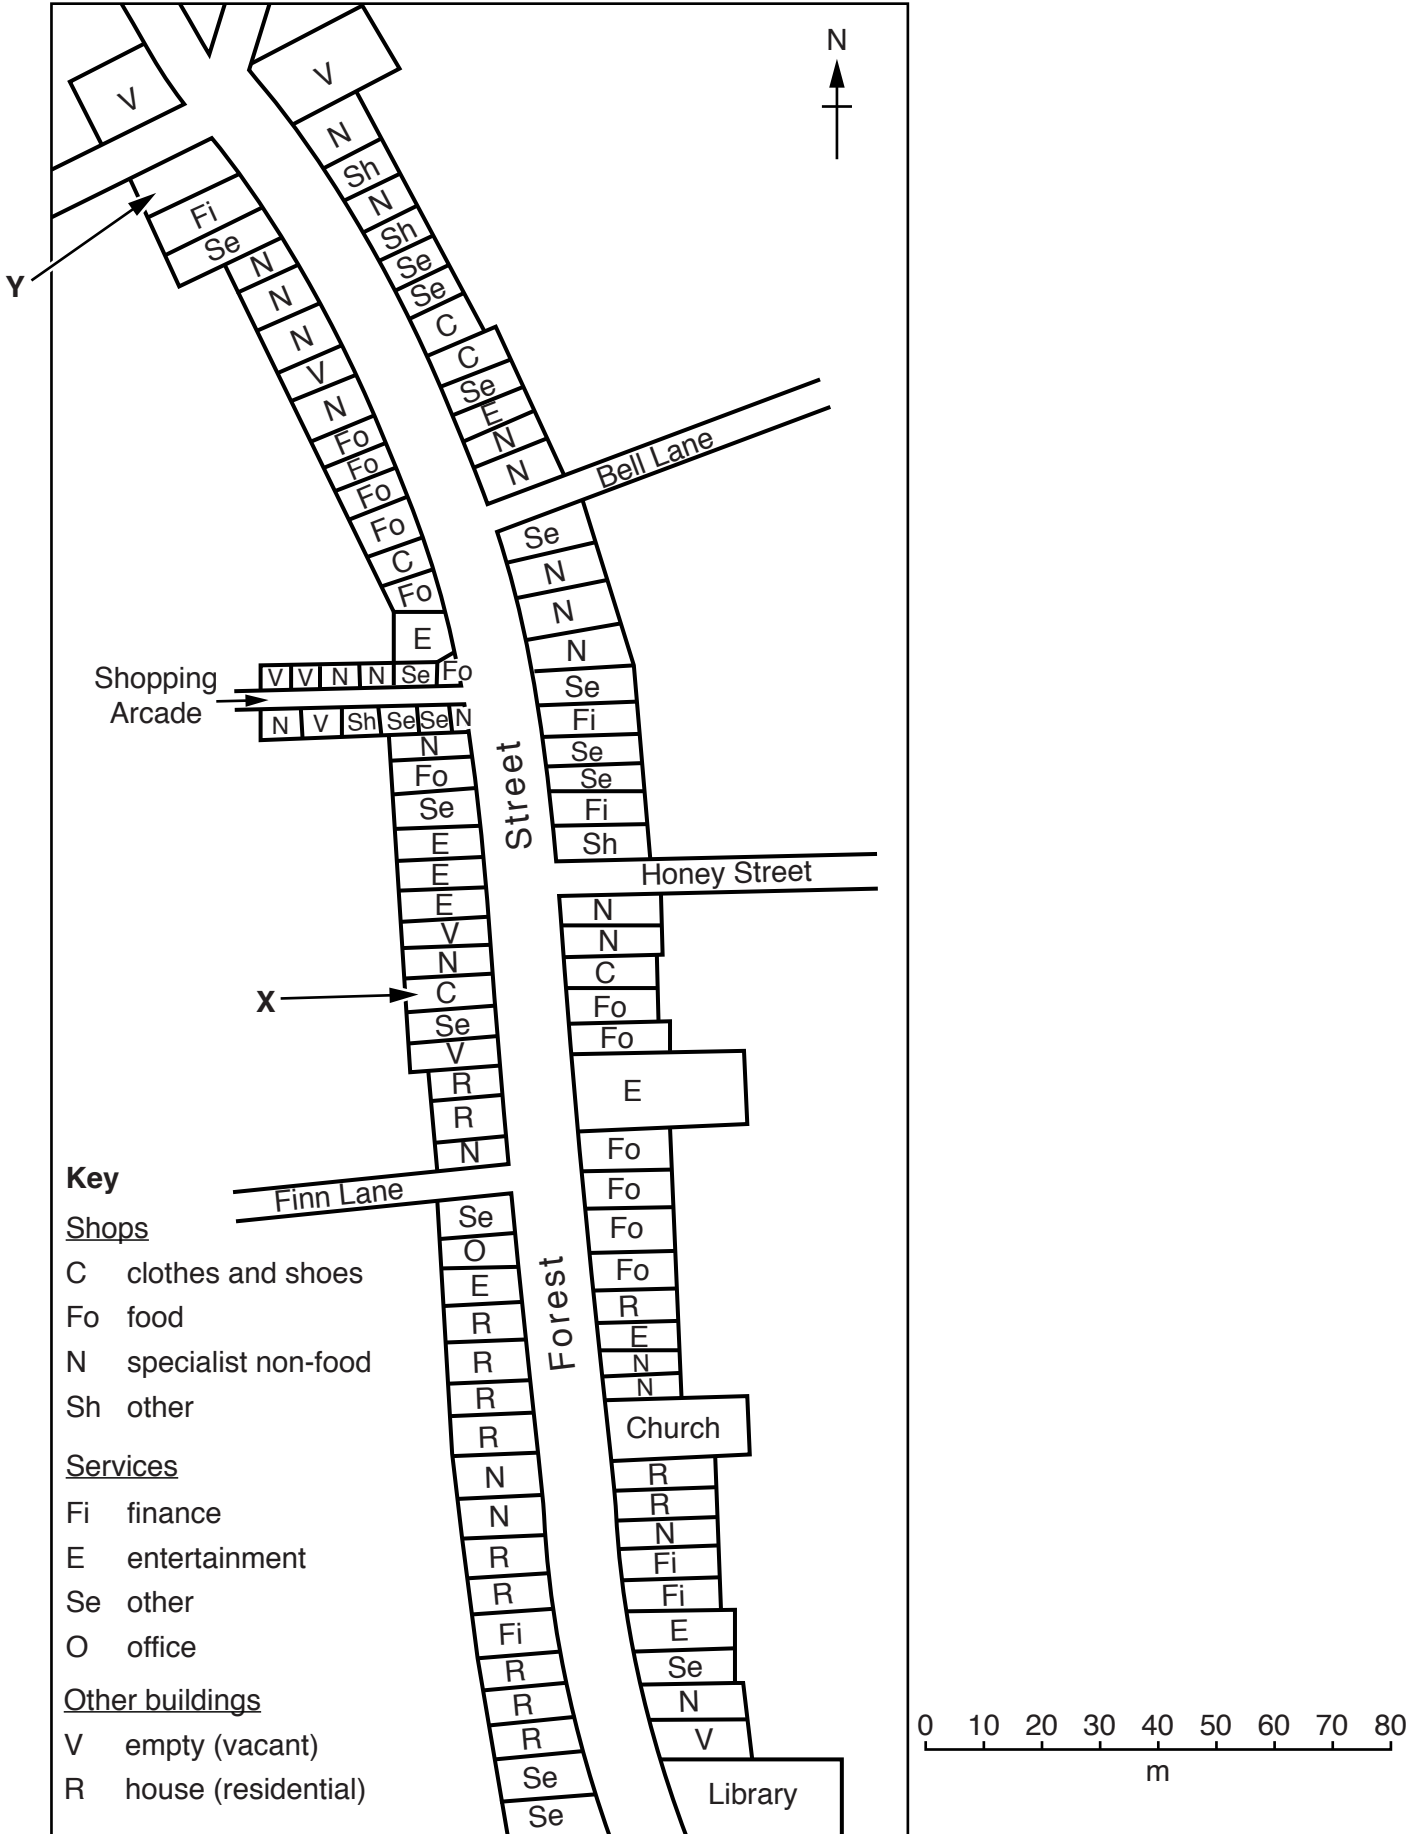 N
V
V
N
Sh
N
Sh
Se
Se
C
C
Se
E
N
N
Fi
Se
N
N
N
V
N
Fo
Fo
Fo
Fo
C
Fo
E
Y
Bell Lane
Se
N
N
N
Se
Fi
Se
Se
Fi
Sh
Shopping
Arcade
V V N N Se Fo
N V Sh Se Se N
N
Fo
Se
E
E
E
V
N
C
Se
V
R
R
N
X
Street
Honey Street
N
N
C
Fo
Fo
E
Fo
Fo
Fo
Fo
R
E
N
N
Church
R
R
N
Fi
Fi
E
Se
N
V
Library
Finn Lane
Se
O
E
R
R
R
R
N
N
R
R
Fi
R
R
R
Se
Se
Forest
Key
Shops
C clothes and shoes
Fo food
N specialist non-food
Sh other
Services
Fi finance
E entertainment
Se other
O office
Other buildings
V empty (vacant)
R house (residential)
0 10 20 30 40 50 60 70 80
m